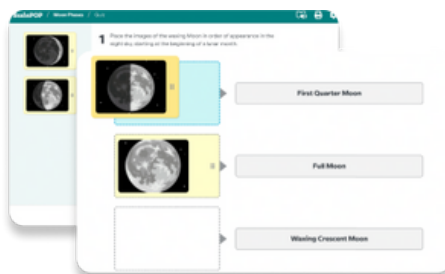 BrainPOP / Moon Phases / Quiz
1 Place the images of the waxing Moon in order of appearance in the
night sky, starting at the beginning of a lunar month.
First Quarter Moon
Full Moon
Waxing Crescent Moon